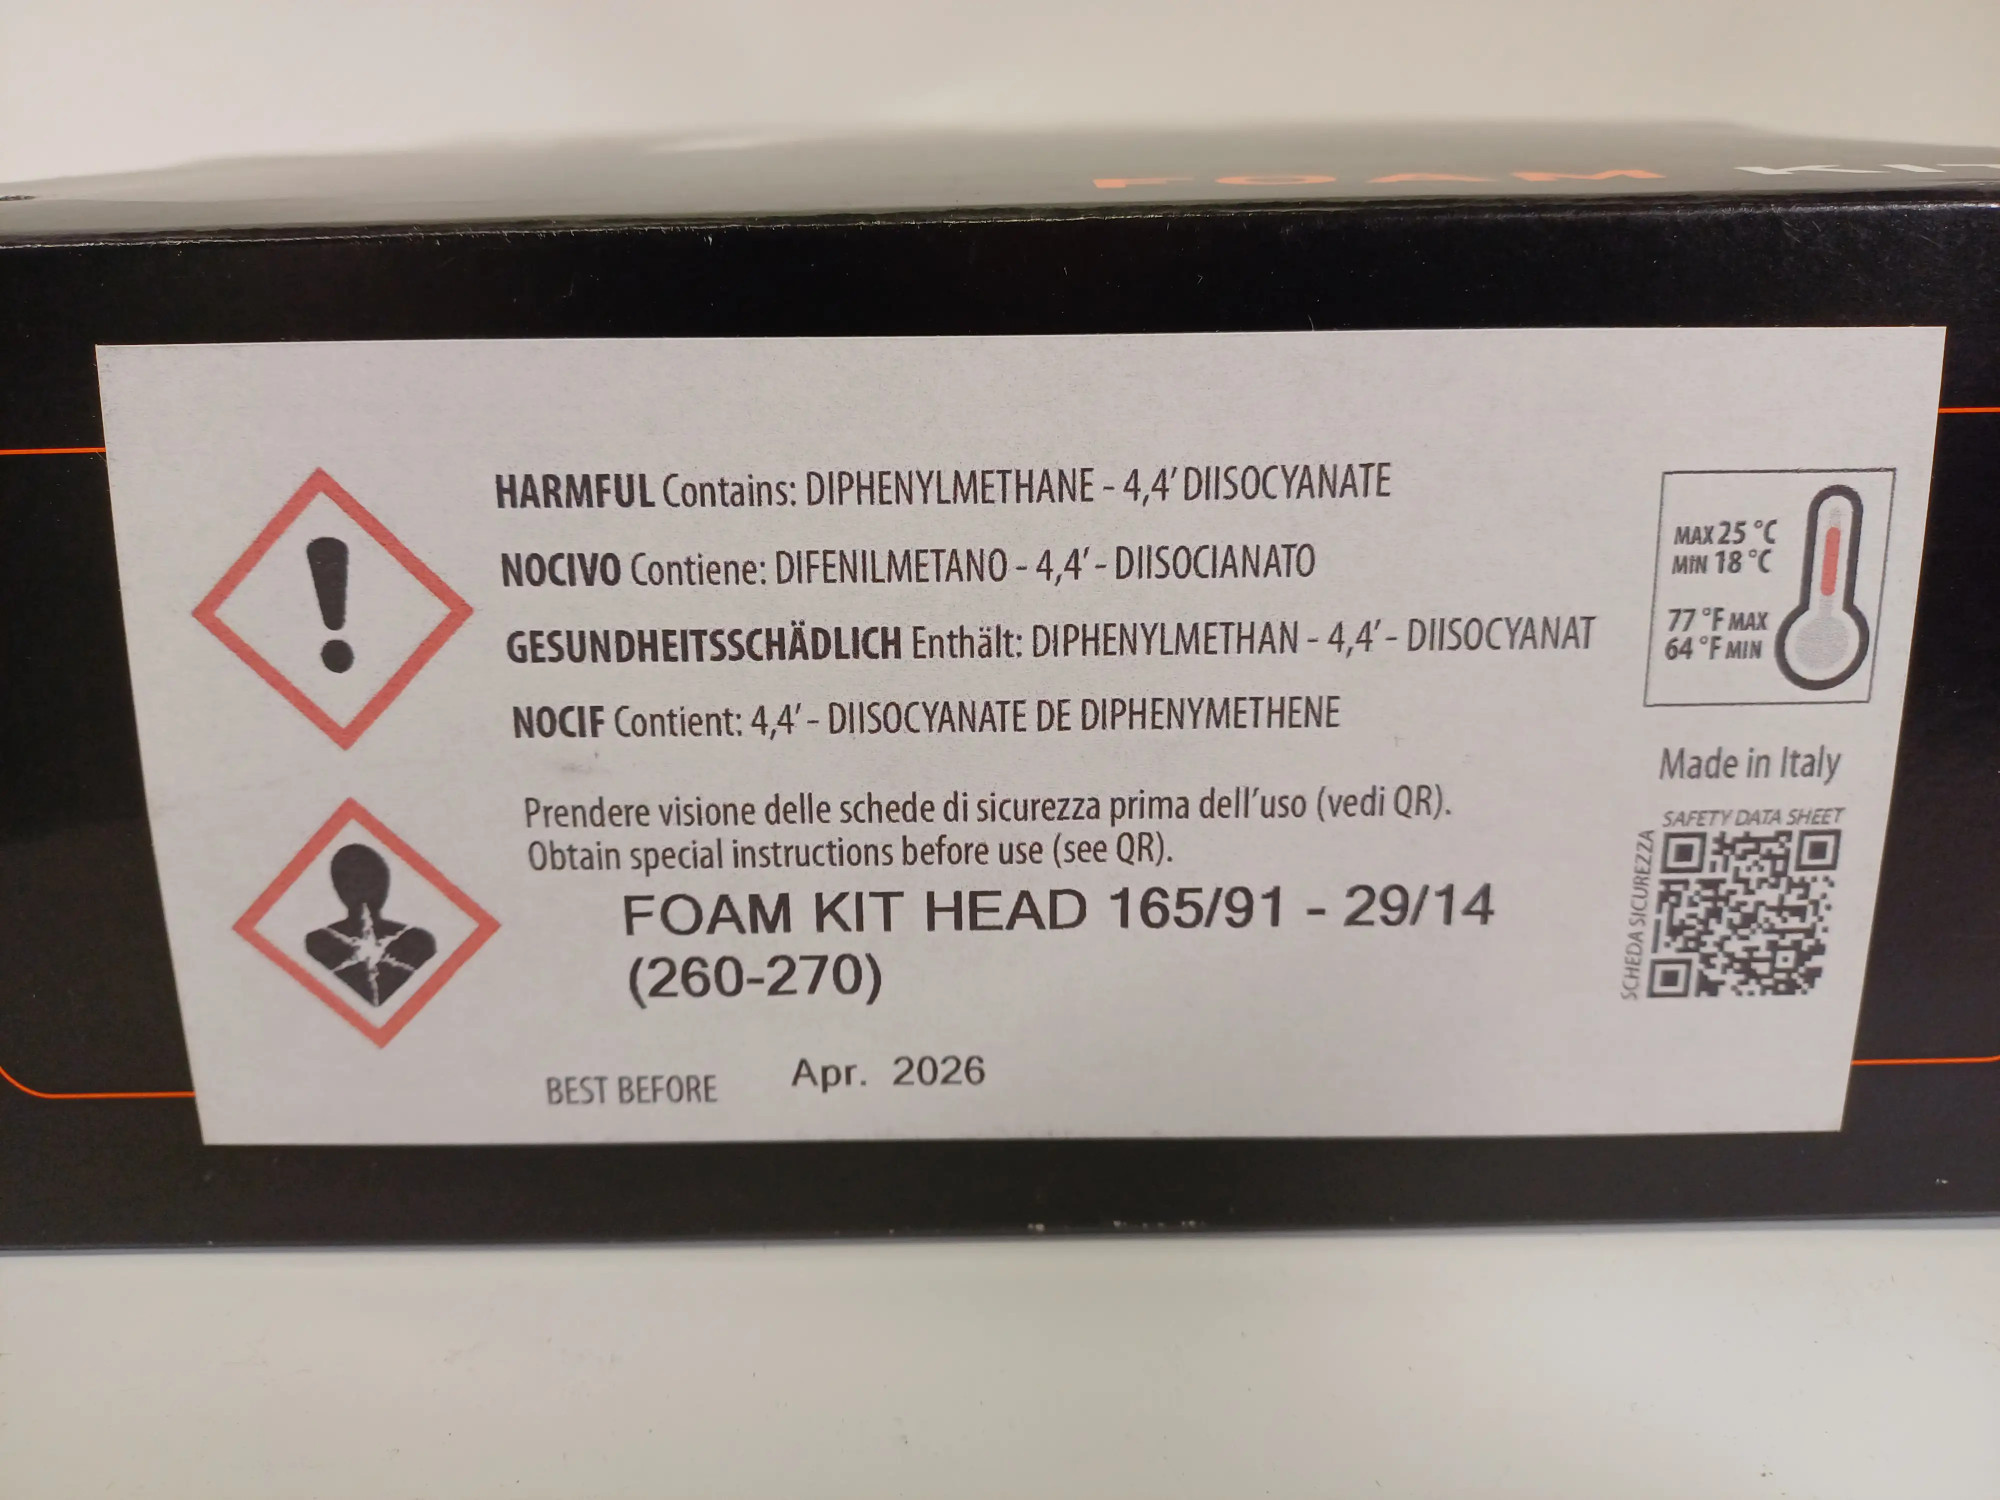 FOAM KIT
HARMFUL Contains: DIPHENYLMETHANE - 4,4' DIISOCYANATE
NOCIVO Contiene: DIFENILMETANO - 4,4' - DIISOCIANATO
GESUNDHEITSSCHÄDLICH Enthält: DIPHENYLMETHAN - 4,4' - DIISOCYANAT
NOCIF Contient: 4,4' - DIISOCYANATE DE DIPHENYMETHENE
Prendere visione delle schede di sicurezza prima dell'uso (vedi QR).
Obtain special instructions before use (see QR).
FOAM KIT HEAD 165/91 - 29/14
(260-270)
BEST BEFORE Apr. 2026
MAX 25 °C
MIN 18 °C
77 °F MAX
64 °F MIN
Made in Italy
SAFETY DATA SHEET
SCHEDA SICUREZZA